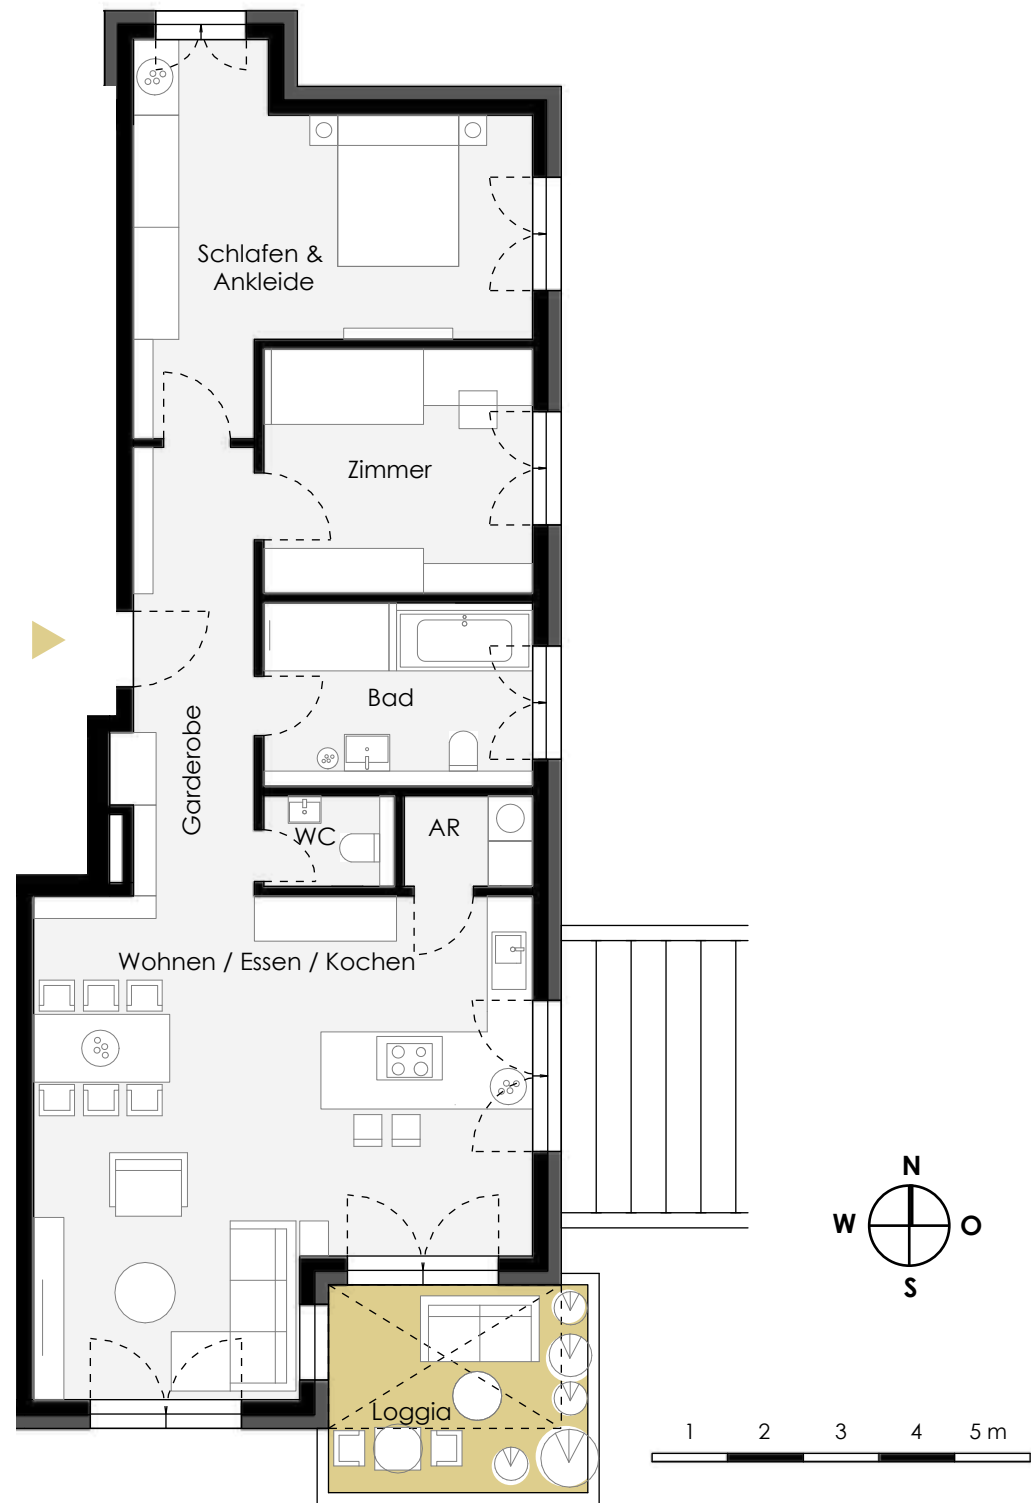 Schlafen &
Ankleide
Zimmer
Bad
Garderobe
WC
AR
Wohnen / Essen / Kochen
N
W
O
S
Loggia
1 2 3 4 5 m